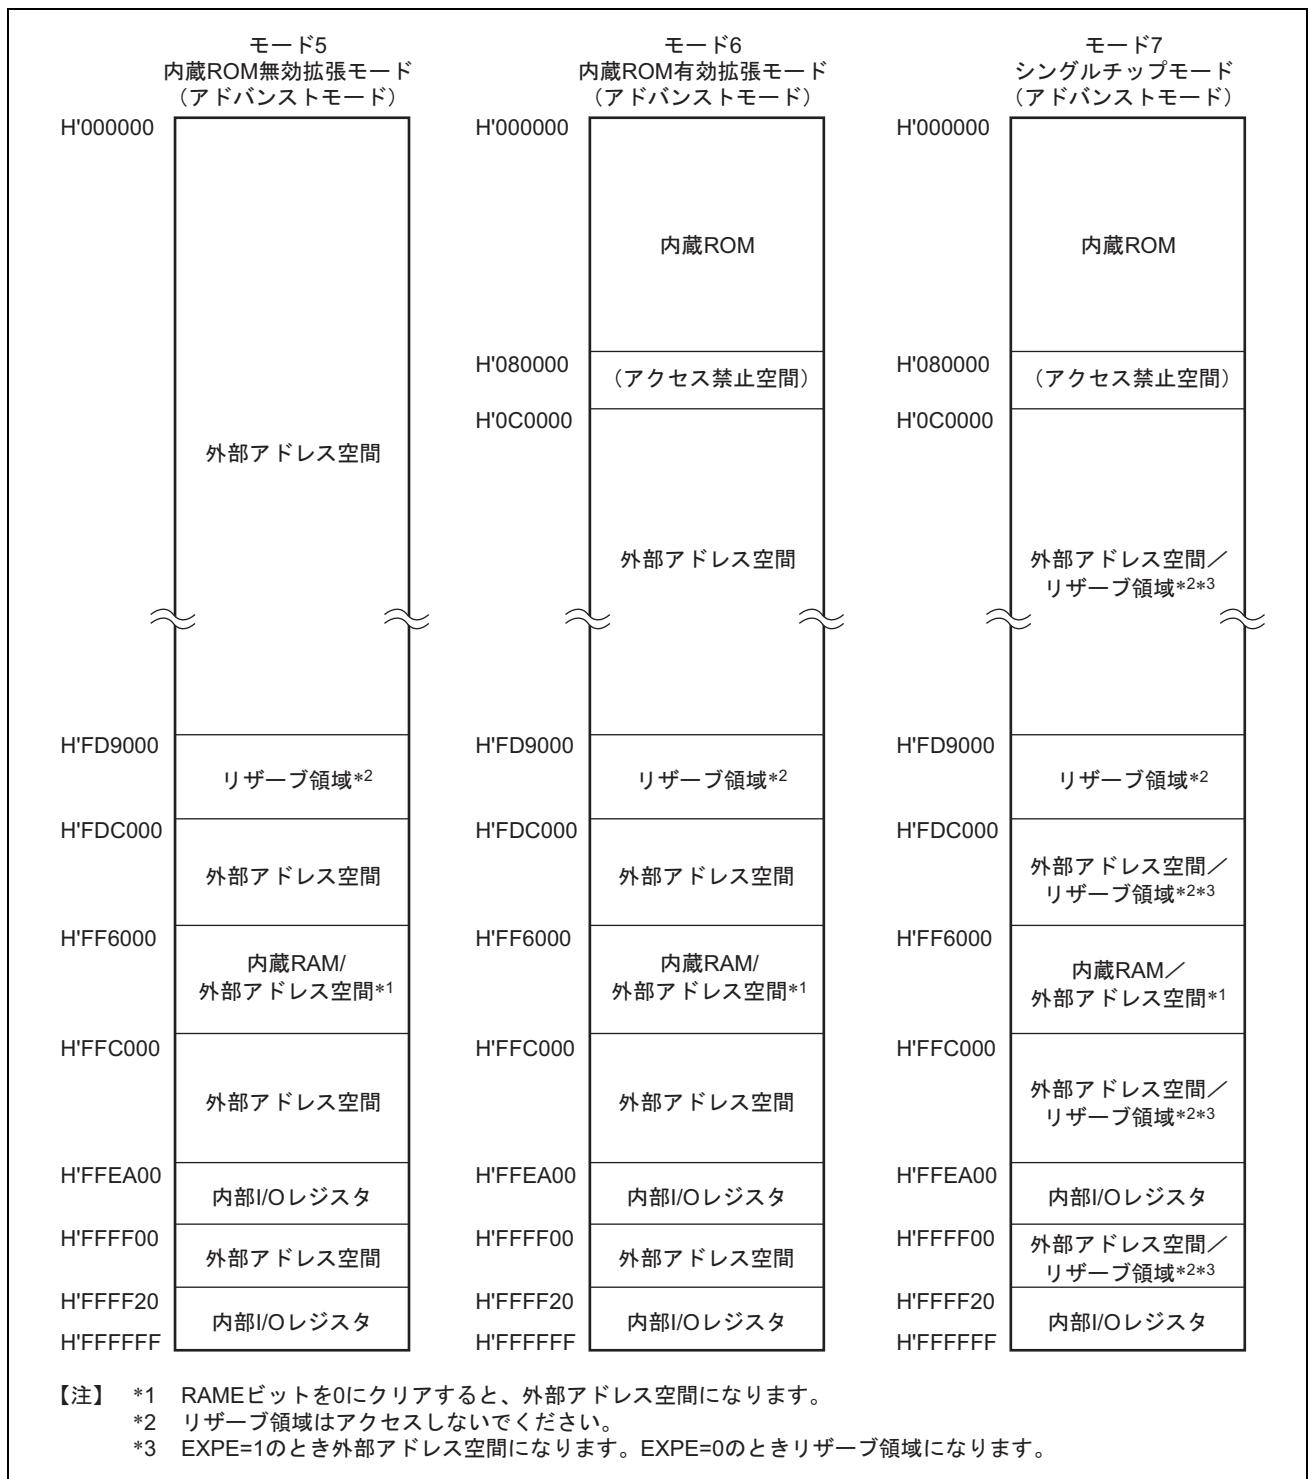 モード5
内蔵ROM無効拡張モード
（アドバンストモード）
H'000000
外部アドレス空間
H'FD9000
リザーブ領域*2
H'FDC000
外部アドレス空間
H'FF6000
内蔵RAM/
外部アドレス空間*1
H'FFC000
外部アドレス空間
H'FFEA00
内部I/Oレジスタ
H'FFFF00
外部アドレス空間
H'FFFF20
内部I/Oレジスタ
H'FFFFFF
モード6
内蔵ROM有効拡張モード
（アドバンストモード）
H'000000
内蔵ROM
H'080000
（アクセス禁止空間）
H'0C0000
外部アドレス空間
H'FD9000
リザーブ領域*2
H'FDC000
外部アドレス空間
H'FF6000
内蔵RAM/
外部アドレス空間*1
H'FFC000
外部アドレス空間
H'FFEA00
内部I/Oレジスタ
H'FFFF00
外部アドレス空間
H'FFFF20
内部I/Oレジスタ
H'FFFFFF
モード7
シングルチップモード
（アドバンストモード）
H'000000
内蔵ROM
H'080000
（アクセス禁止空間）
H'0C0000
外部アドレス空間／
リザーブ領域*2*3
H'FD9000
リザーブ領域*2
H'FDC000
外部アドレス空間／
リザーブ領域*2*3
H'FF6000
内蔵RAM／
外部アドレス空間*1
H'FFC000
外部アドレス空間／
リザーブ領域*2*3
H'FFEA00
内部I/Oレジスタ
H'FFFF00
外部アドレス空間／
リザーブ領域*2*3
H'FFFF20
内部I/Oレジスタ
H'FFFFFF
【注】 *1 RAMEビットを0にクリアすると、外部アドレス空間になります。
*2 リザーブ領域はアクセスしないでください。
*3 EXPE=1のとき外部アドレス空間になります。EXPE=0のときリザーブ領域になります。